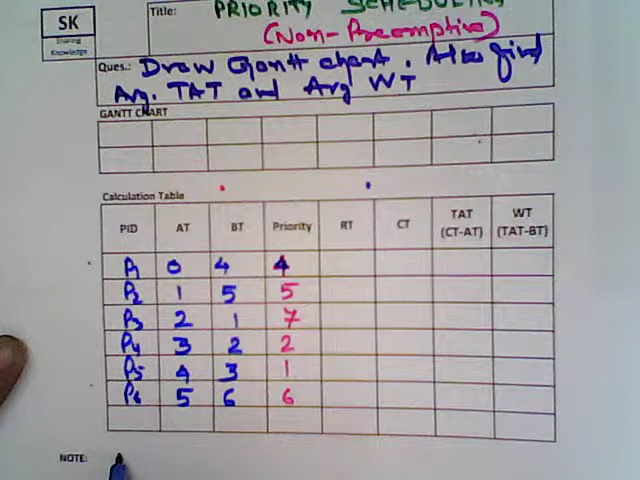 SK
Sharing
Knowledge
Title: PRIORITY SCHEDULING
(Non-Preemptive)
Ques.: Draw Gantt chart. Also find
Avg. TAT and Avg WT
GANTT CHART
Calculation Table
PID AT BT Priority RT CT TAT (CT-AT) WT (TAT-BT)
P1 0 4 4
P2 1 5 5
P3 2 1 7
P4 3 2 2
P5 4 3 1
P6 5 6 6
NOTE: